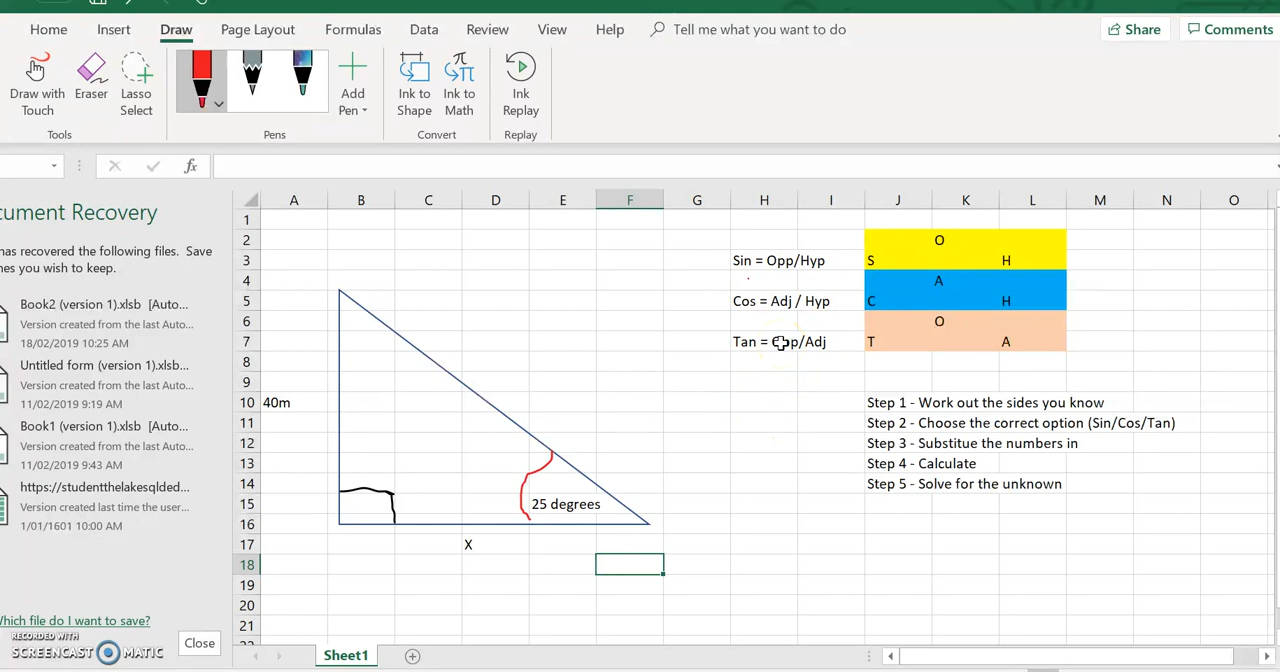 Home Insert Draw Page Layout Formulas Data Review View Help Tell me what you want to do Share Comments
Draw with Touch
Eraser
Lasso Select
Add Pen
Ink to Shape
Ink to Math
Ink Replay
Tools Pens Convert Replay
fx
cument Recovery
has recovered the following files. Save
nes you wish to keep.
Book2 (version 1).xlsb [Auto...
Version created from the last Auto...
18/02/2019 10:25 AM
Untitled form (version 1).xlsb...
Version created from the last Auto...
11/02/2019 9:19 AM
Book1 (version 1).xlsb [Auto...
Version created from the last Auto...
11/02/2019 9:43 AM
https://studentthelakesqlded...
Version created last time the user...
1/01/1601 10:00 AM
Which file do I want to save?
Close
RECORDED WITH
SCREENCAST MATIC
A B C D E F G H I J K L M N O
1
2 O
3 Sin = Opp/Hyp S H
4 A
5 Cos = Adj / Hyp C H
6 O
7 Tan = Opp/Adj T A
8
9
10 40m Step 1 - Work out the sides you know
11 Step 2 - Choose the correct option (Sin/Cos/Tan)
12 Step 3 - Substitue the numbers in
13 Step 4 - Calculate
14 Step 5 - Solve for the unknown
15 25 degrees
16
17 X
18
19
20
21
Sheet1